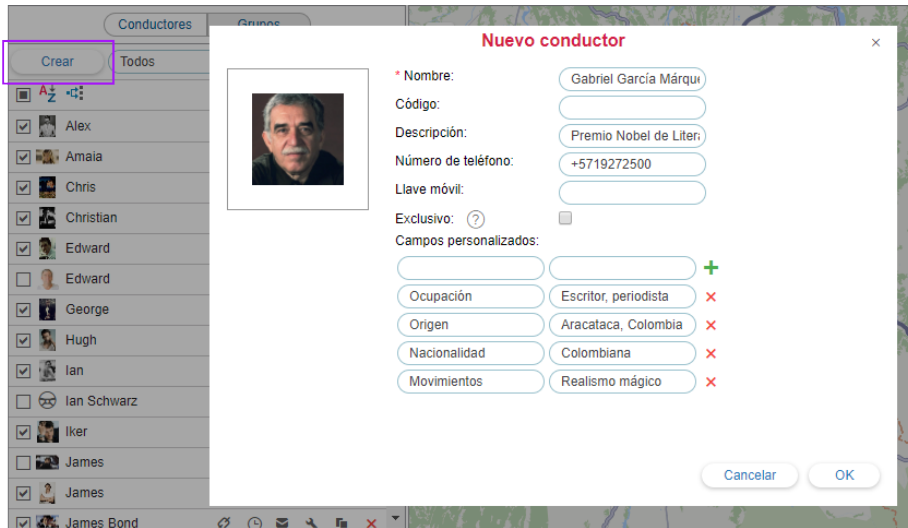 Conductores Grupos
Nuevo conductor
Crear
Todos
* Nombre: Gabriel García Márqu
Código:
Descripción: Premio Nobel de Liter
Número de teléfono: +5719272500
Llave móvil:
Exclusivo: ?
Campos personalizados:
Ocupación Escritor, periodista
Origen Aracataca, Colombia
Nacionalidad Colombiana
Movimientos Realismo mágico
Cancelar OK
A Z
Alex
Amaia
Chris
Christian
Edward
Edward
George
Hugh
Ian
Ian Schwarz
Iker
James
James
James Bond